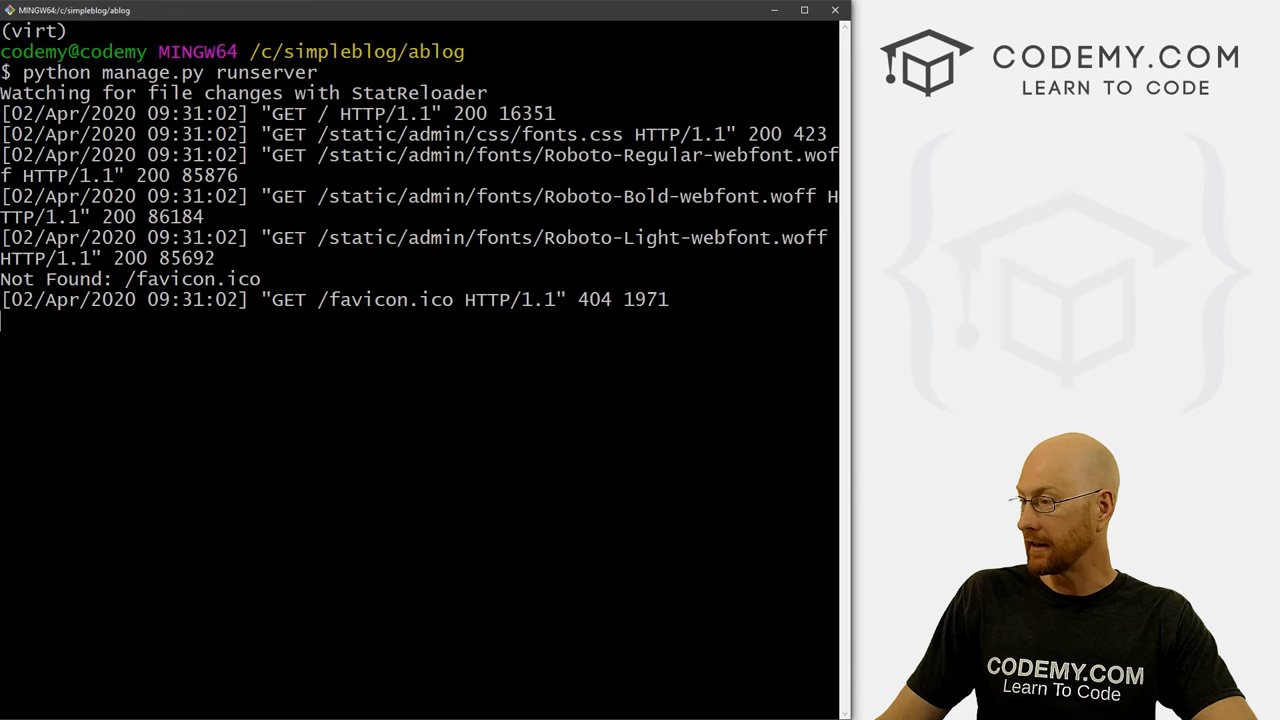 MINGW64:/c/simpleblog/ablog
(virt)
codemy@codemy MINGW64 /c/simpleblog/ablog
$ python manage.py runserver
Watching for file changes with StatReloader
[02/Apr/2020 09:31:02] "GET / HTTP/1.1" 200 16351
[02/Apr/2020 09:31:02] "GET /static/admin/css/fonts.css HTTP/1.1" 200 423
[02/Apr/2020 09:31:02] "GET /static/admin/fonts/Roboto-Regular-webfont.wof
f HTTP/1.1" 200 85876
[02/Apr/2020 09:31:02] "GET /static/admin/fonts/Roboto-Bold-webfont.woff H
TTP/1.1" 200 86184
[02/Apr/2020 09:31:02] "GET /static/admin/fonts/Roboto-Light-webfont.woff
HTTP/1.1" 200 85692
Not Found: /favicon.ico
[02/Apr/2020 09:31:02] "GET /favicon.ico HTTP/1.1" 404 1971
CODEMY.COM
LEARN TO CODE
CODEMY.COM
Learn To Code